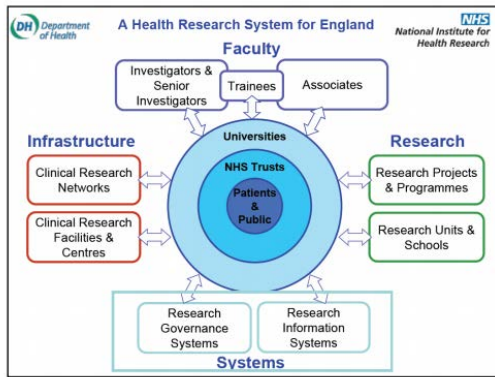 DH Department of Health
A Health Research System for England
NHS
National Institute for
Health Research
Faculty
Investigators &
Senior
Investigators
Trainees
Associates
Infrastructure
Universities
Research
NHS Trusts
Clinical Research
Networks
Patients
&
Public
Research Projects
& Programmes
Clinical Research
Facilities &
Centres
Research Units &
Schools
Research
Governance
Systems
Research
Information
Systems
Systems